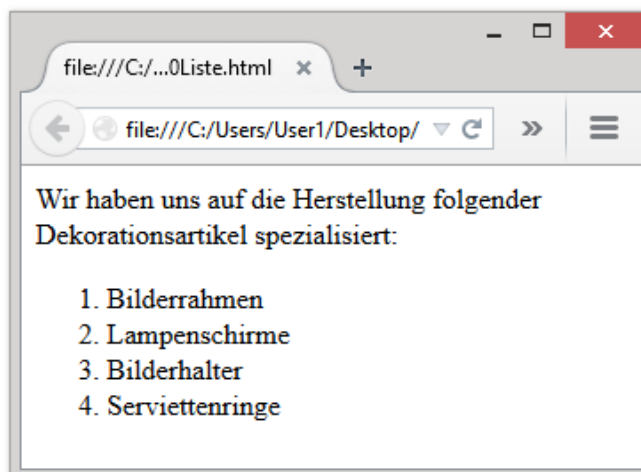 file:///C:/...0Liste.html
file:///C:/Users/User1/Desktop/
Wir haben uns auf die Herstellung folgender
Dekorationsartikel spezialisiert:
1. Bilderrahmen
2. Lampenschirme
3. Bilderhalter
4. Serviettenringe